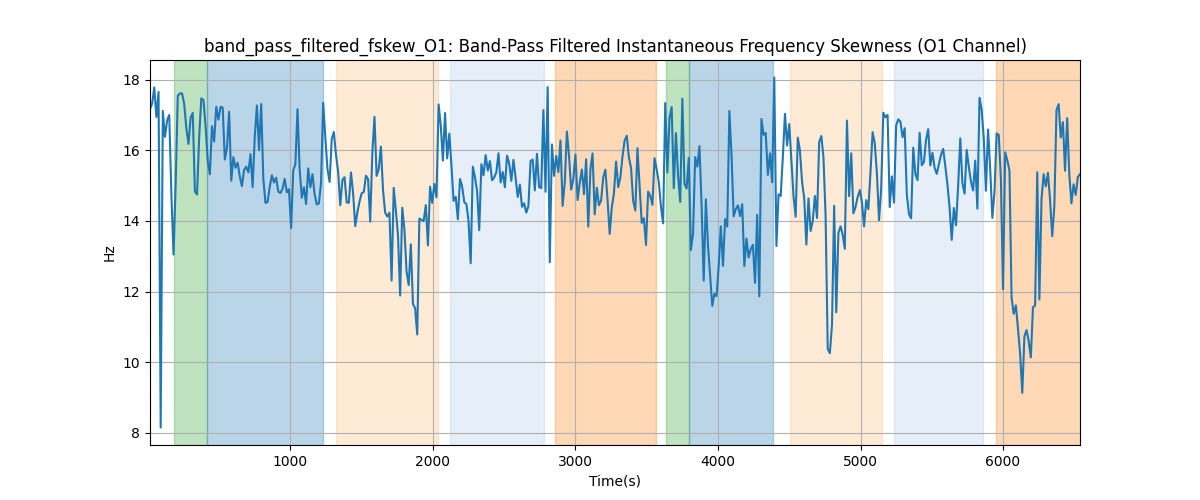 band_pass_filtered_fskew_O1: Band-Pass Filtered Instantaneous Frequency Skewness (O1 Channel)
18
16
14
12
10
8
Hz
1000 2000 3000 4000 5000 6000
Time(s)